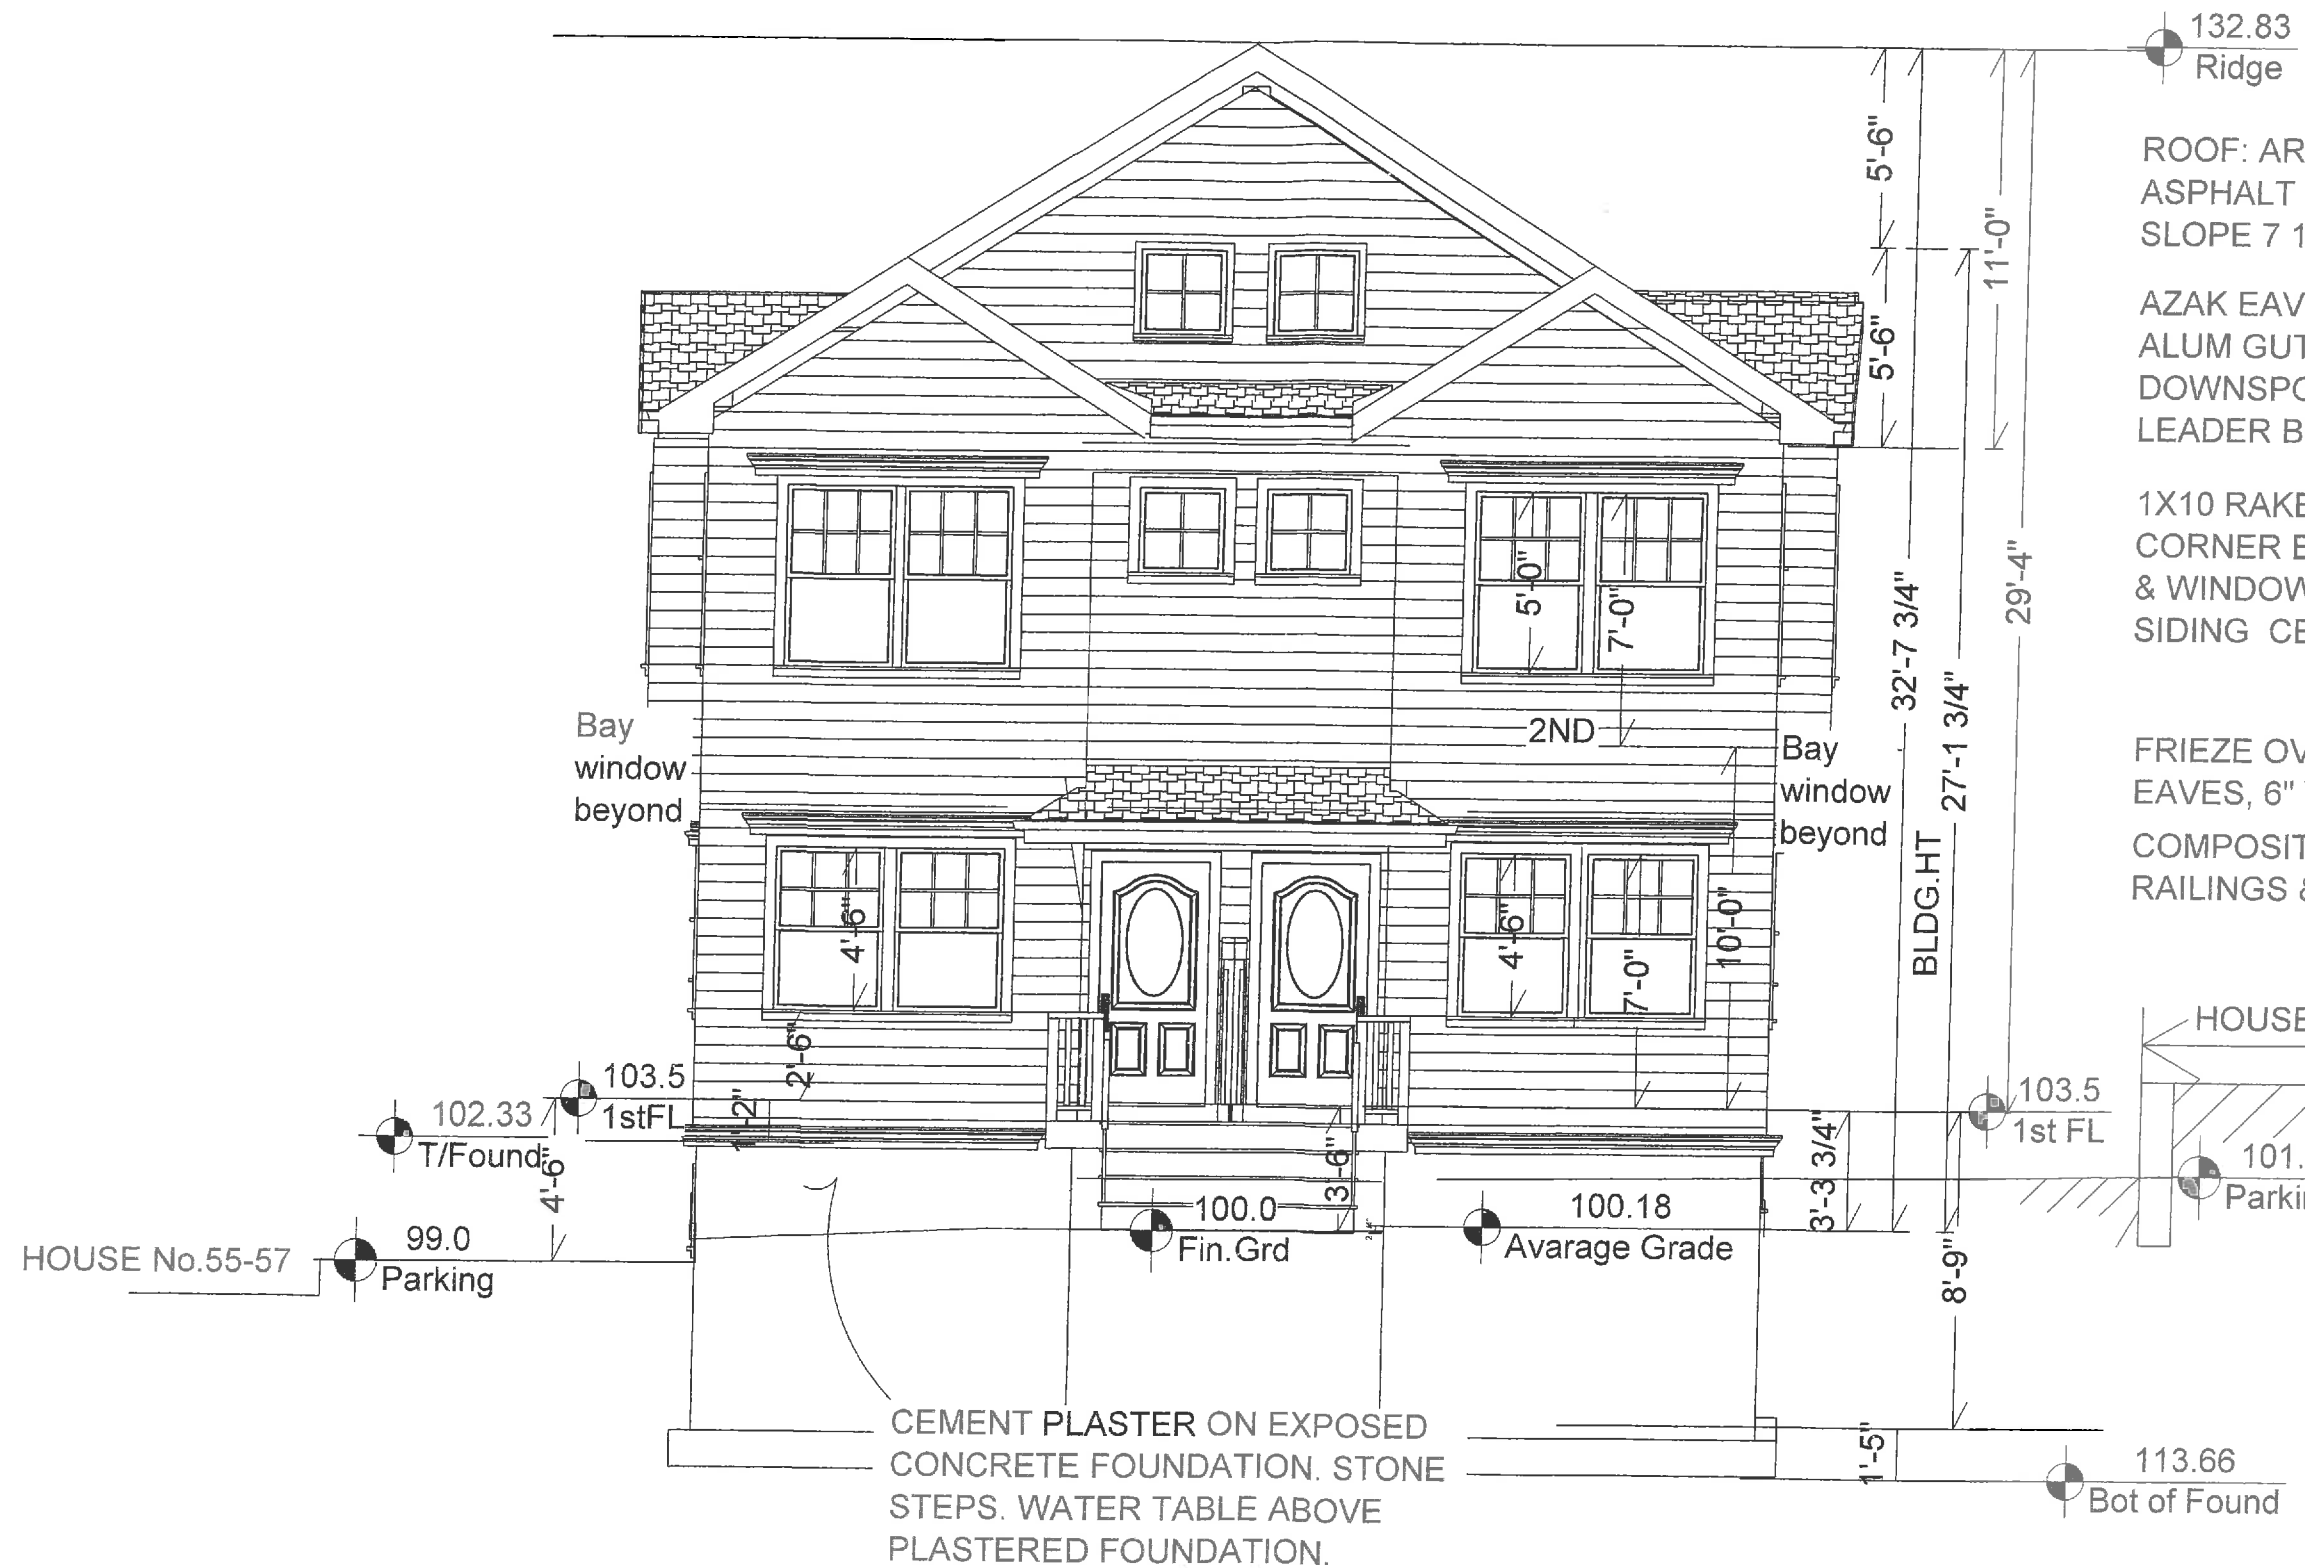 132.83
Ridge
ROOF: AR
ASPHALT
SLOPE 7 1
AZAK EAV
ALUM GUT
DOWNSPO
LEADER B
1X10 RAKE
CORNER B
& WINDOW
SIDING CE
FRIEZE OV
EAVES, 6"
COMPOSIT
RAILINGS &
5'-6"
5'-6"
11'-0"
29'-4"
32'-7 3/4"
BLDG.HT
27'-1 3/4"
5'-0"
7'-0"
2ND
Bay
window
beyond
Bay
window
beyond
4'-6"
4'-6"
7'-0"
10'-0"
2'-6"
1'-2"
103.5
1stFL
102.33
T/Found
4'-6"
HOUSE No.55-57
99.0
Parking
100.0
Fin.Grd
3'-6"
100.18
Avarage Grade
3'-3 3/4"
103.5
1st FL
HOUSE
101.
Parkin
8'-9"
1'-5"
113.66
Bot of Found
CEMENT PLASTER ON EXPOSED
CONCRETE FOUNDATION. STONE
STEPS. WATER TABLE ABOVE
PLASTERED FOUNDATION.